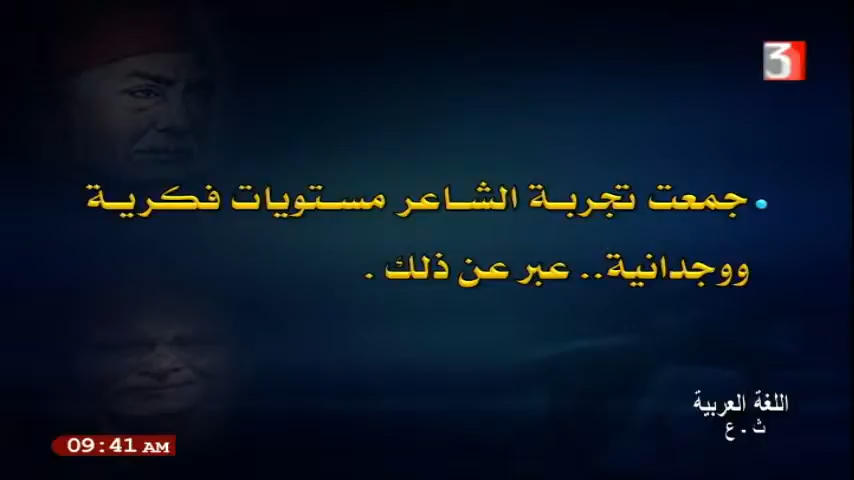 3
جمعت تجربة الشاعر مستويات فكرية
ووجدانية.. عبر عن ذلك .
اللغة العربية
ث . ع
09:41 AM